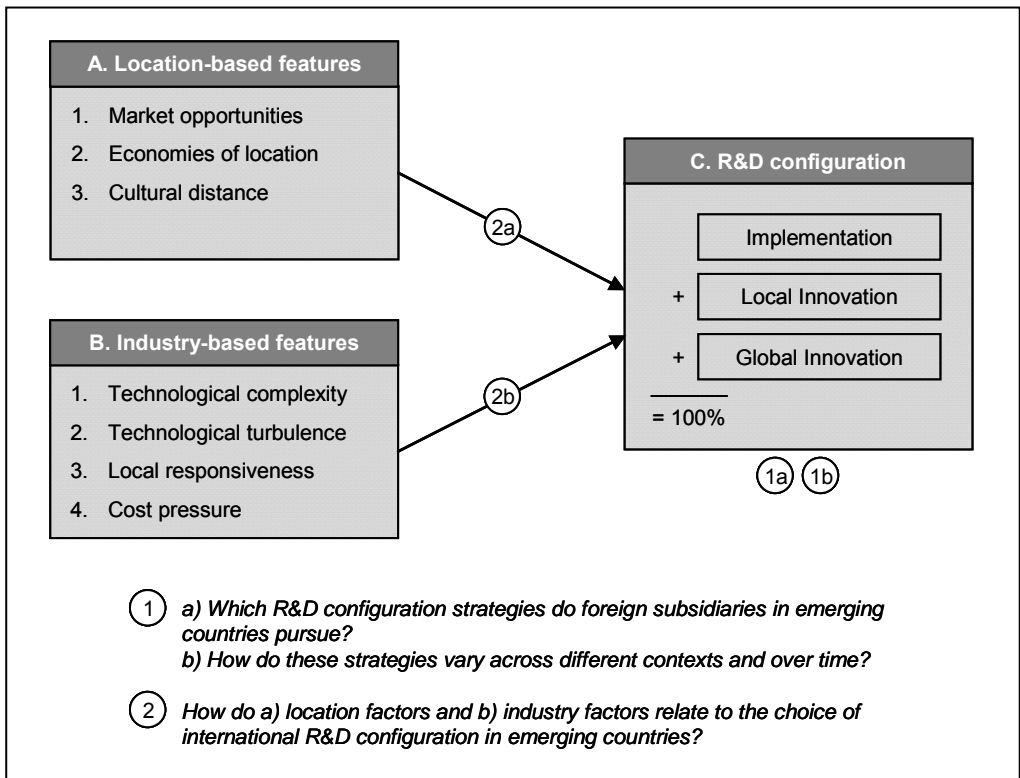 A. Location-based features
1. Market opportunities
2. Economies of location
3. Cultural distance
2a
C. R&D configuration
Implementation
+ Local Innovation
+ Global Innovation
= 100%
1a 1b
B. Industry-based features
1. Technological complexity
2. Technological turbulence
3. Local responsiveness
4. Cost pressure
2b
1 a) Which R&D configuration strategies do foreign subsidiaries in emerging
countries pursue?
b) How do these strategies vary across different contexts and over time?
2 How do a) location factors and b) industry factors relate to the choice of
international R&D configuration in emerging countries?